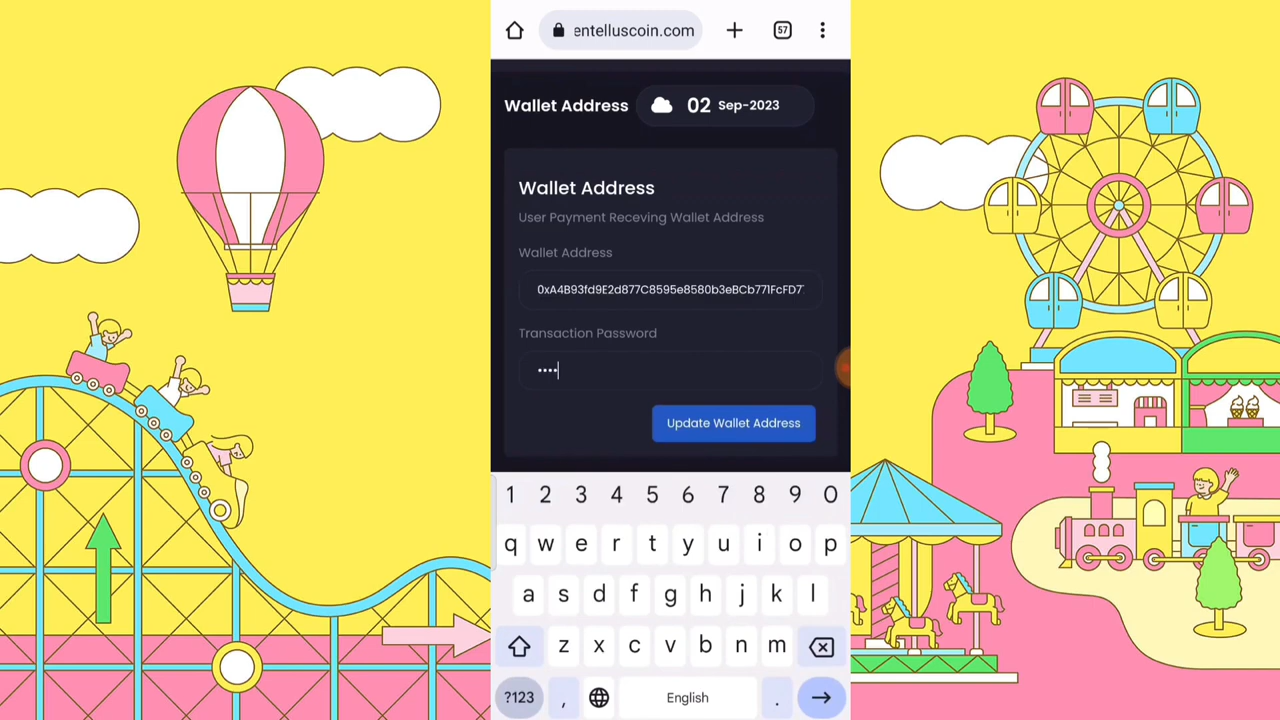 entelluscoin.com
57
Wallet Address
02 Sep-2023
Wallet Address
User Payment Receving Wallet Address
Wallet Address
0xA4B93fd9E2d877C8595e8580b3eBCb771FcFD7
Transaction Password
••••
Update Wallet Address
1 2 3 4 5 6 7 8 9 0
q w e r t y u i o p
a s d f g h j k l
z x c v b n m
?123 , English .